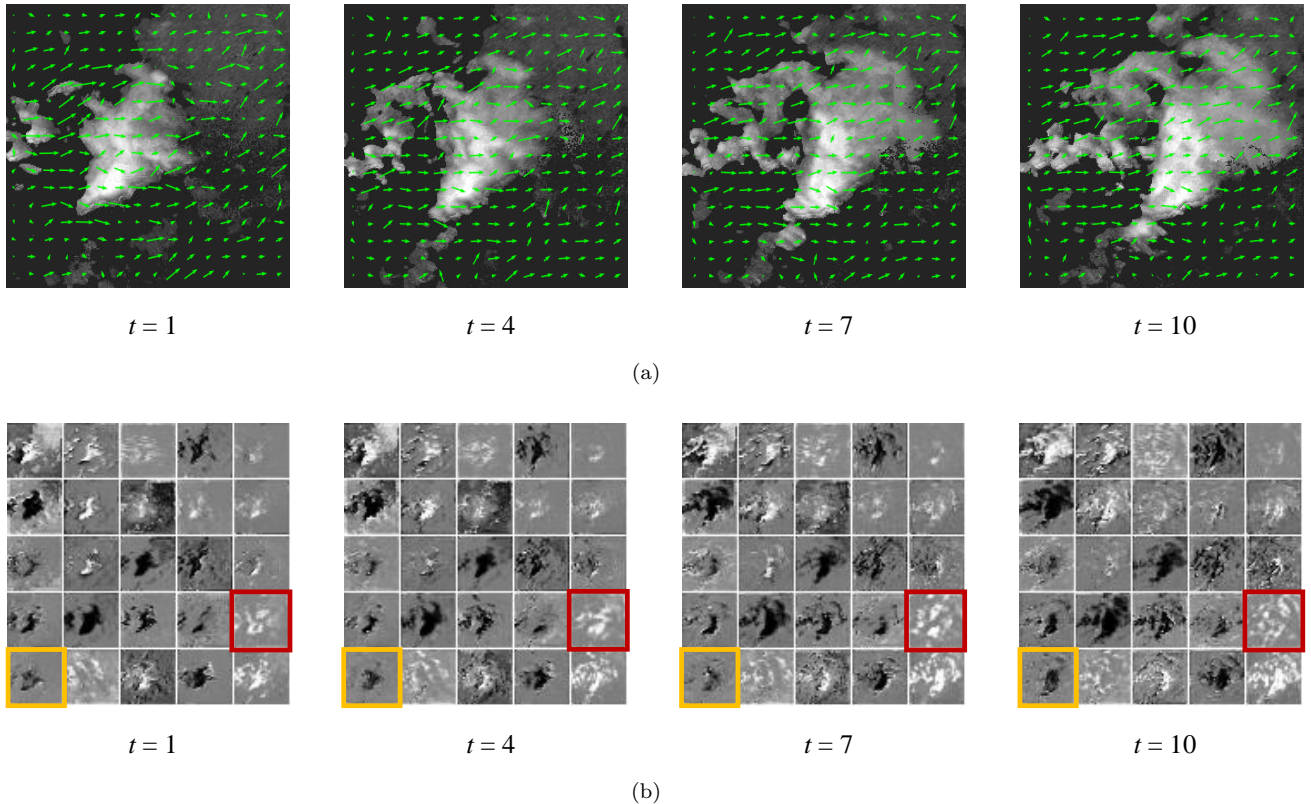 t = 1 t = 4 t = 7 t = 10
(a)
t = 1 t = 4 t = 7 t = 10
(b)